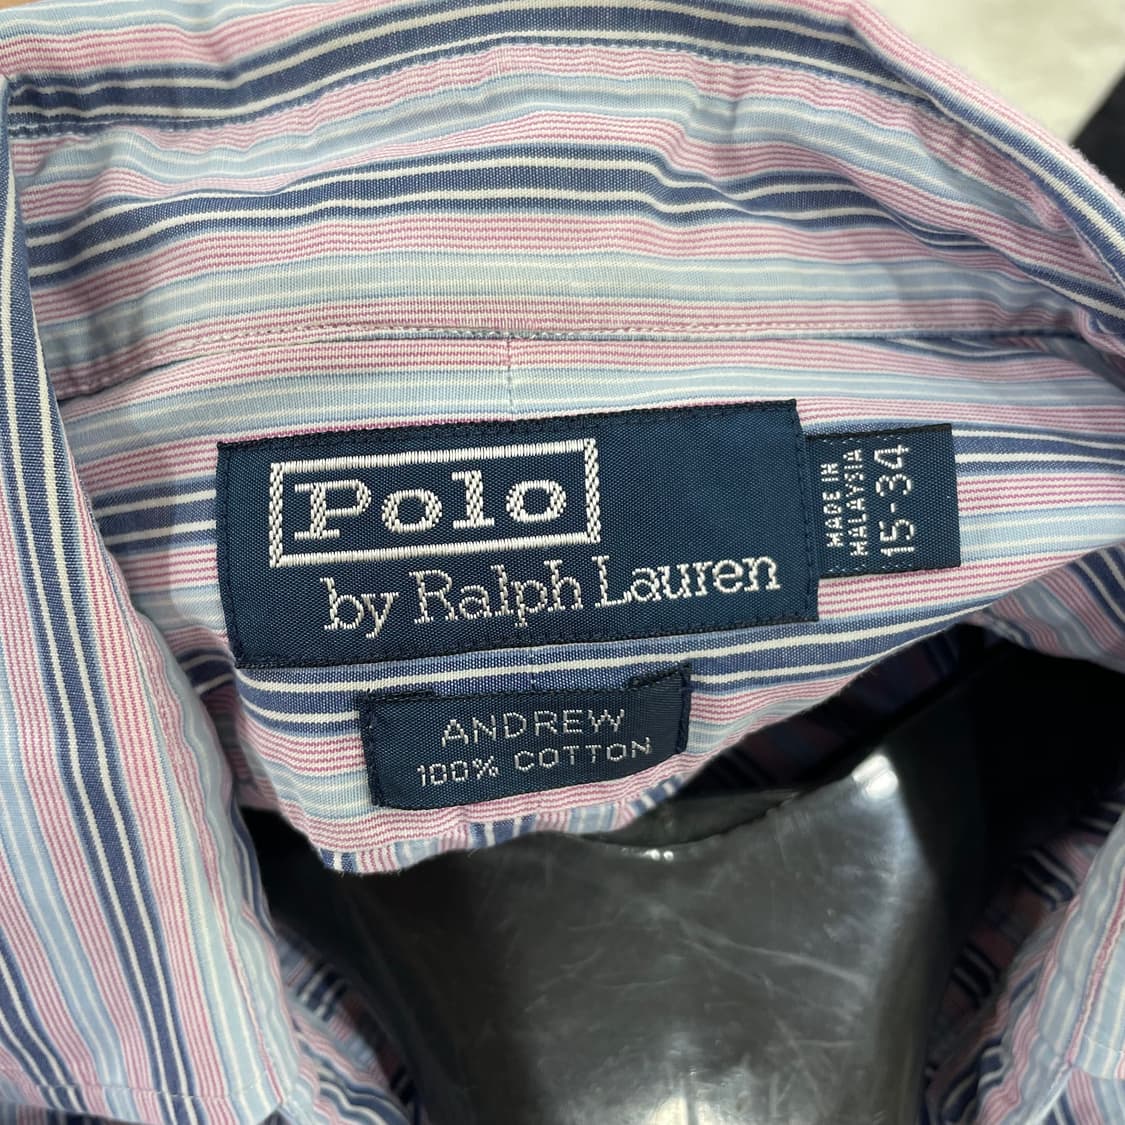 Polo
by Ralph Lauren
MADE IN
MALAYSIA
15-34
ANDREW
100% COTTON